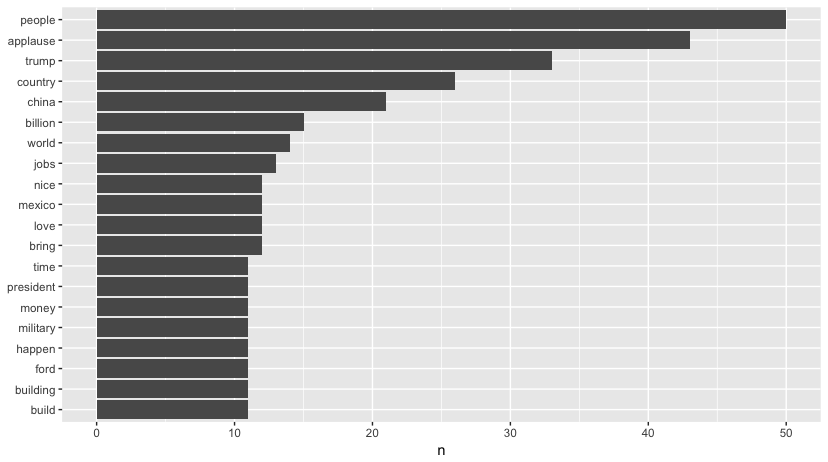 people
applause
trump
country
china
billion
world
jobs
nice
mexico
love
bring
time
president
money
military
happen
ford
building
build
0 10 20 30 40 50
n